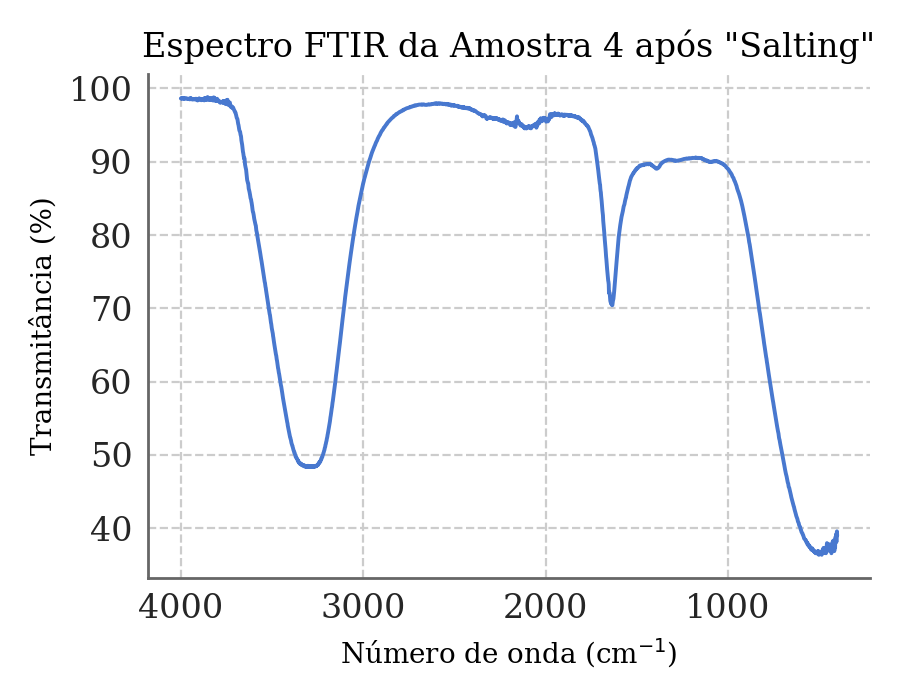 Espectro FTIR da Amostra 4 após "Salting"
100
90
80
70
60
50
40
Transmitância (%)
4000 3000 2000 1000
Número de onda (cm⁻¹)